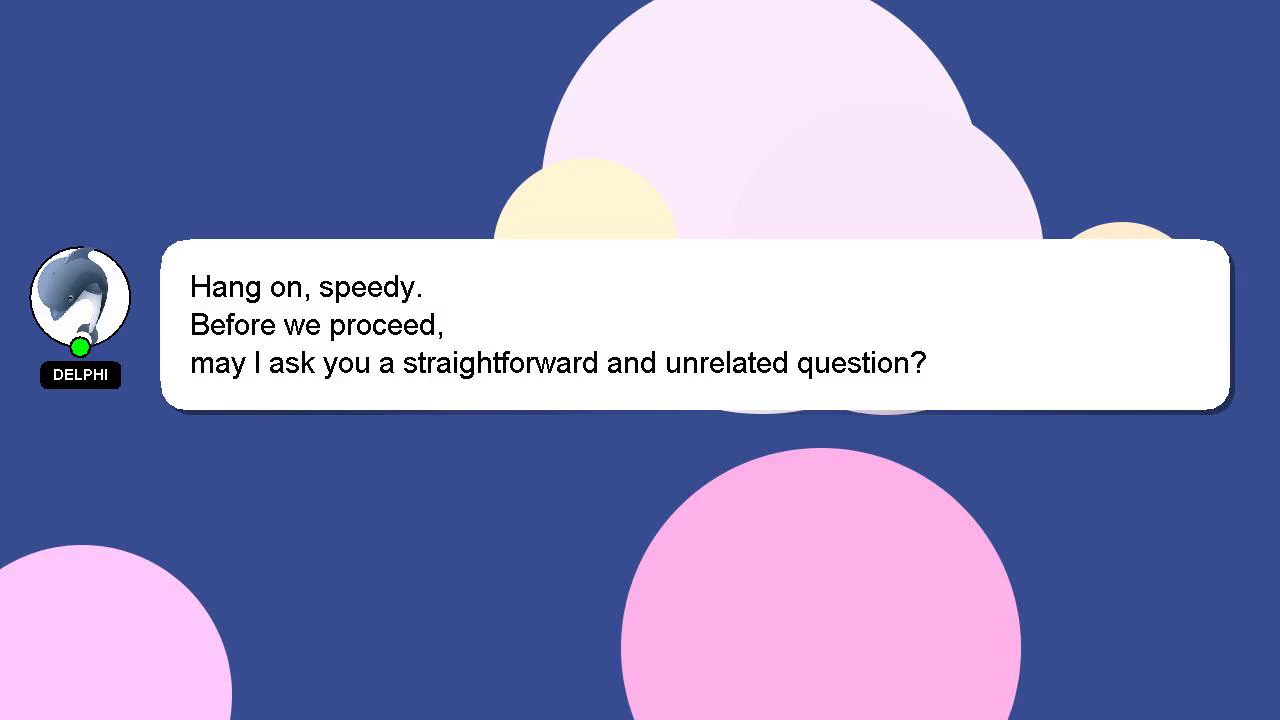 Hang on, speedy.
Before we proceed,
may I ask you a straightforward and unrelated question?
DELPHI